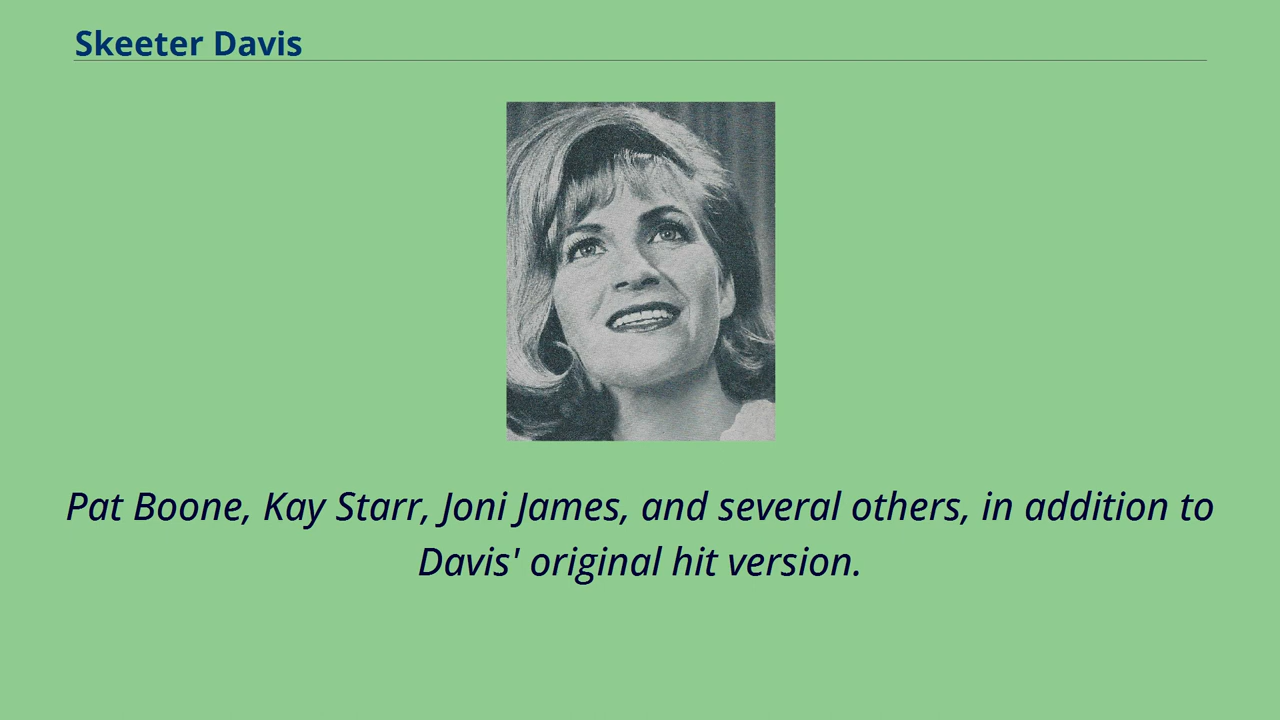 Skeeter Davis
Pat Boone, Kay Starr, Joni James, and several others, in addition to
Davis' original hit version.